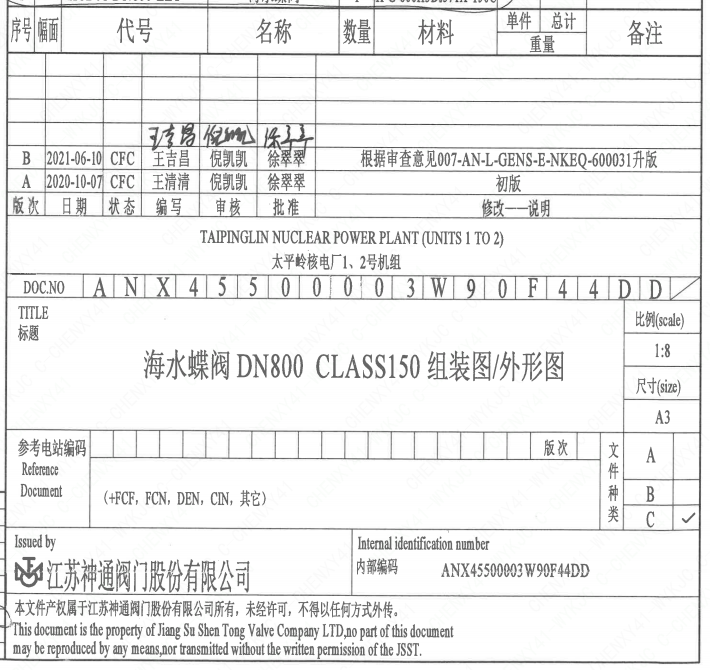 序号 幅面 代号 名称 数量 材料 单件 总计 重量 备注
王吉昌 倪凯凯 徐翠翠
B 2021-06-10 CFC 王吉昌 倪凯凯 徐翠翠 根据审查意见007-AN-L-GENS-E-NKEQ-600031升版
A 2020-10-07 CFC 王清清 倪凯凯 徐翠翠 初版
版次 日期 状态 编写 审核 批准 修改——说明
TAIPINGLIN NUCLEAR POWER PLANT (UNITS 1 TO 2)
太平岭核电厂1、2号机组
DOC.NO A N X 4 5 5 0 0 0 0 3 W 9 0 F 4 4 D D
TITLE
标题
比例(scale)
1:8
海水蝶阀 DN800 CLASS150 组装图/外形图
尺寸(size)
A3
参考电站编码
Reference
Document
版次
(+FCF, FCN, DEN, CIN, 其它)
文件种类
A
B
C ✓
Issued by
江苏神通阀门股份有限公司
Internal identification number
内部编码 ANX45500003W90F44DD
本文件产权属于江苏神通阀门股份有限公司所有，未经许可，不得以任何方式外传。
This document is the property of Jiang Su Shen Tong Valve Company LTD,no part of this document
may be reproduced by any means,nor transmitted without the written permission of the JSST.